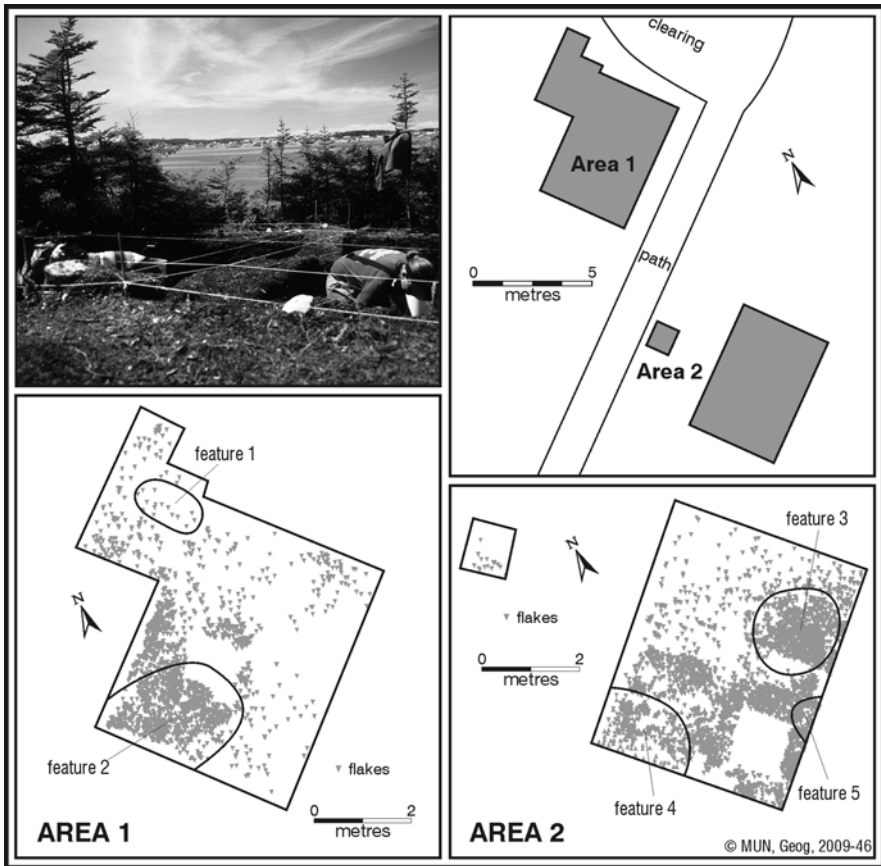 clearing
Area 1
N
path
0 5
metres
Area 2
feature 1
N
feature 2
flakes
0 2
metres
AREA 1
feature 3
N
flakes
0 2
metres
feature 4
feature 5
AREA 2
© MUN, Geog, 2009-46